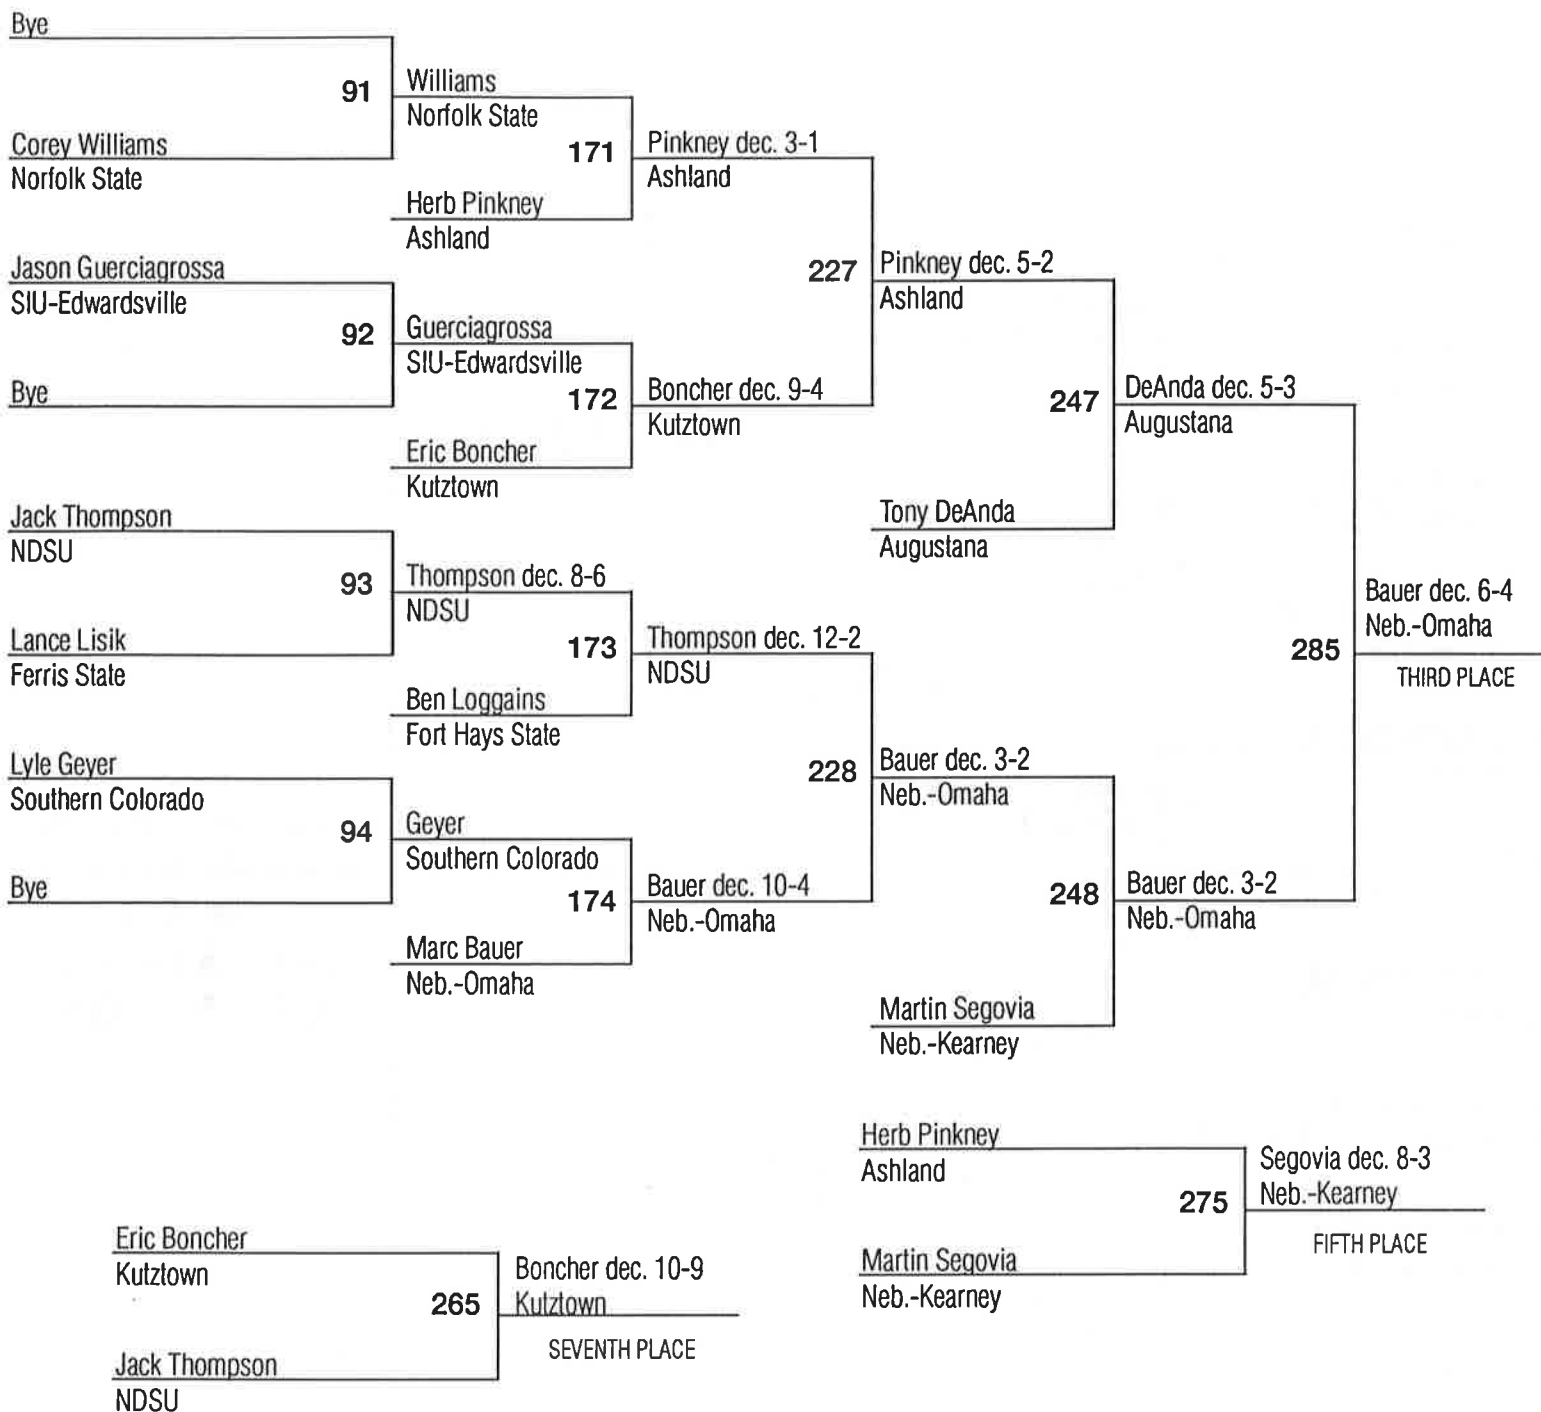 Bye
91
Corey Williams
Norfolk State
Williams
Norfolk State
171
Herb Pinkney
Ashland
Pinkney dec. 3-1
Ashland
Jason Guerciagrossa
SIU-Edwardsville
92
Bye
Guerciagrossa
SIU-Edwardsville
172
Eric Boncher
Kutztown
Boncher dec. 9-4
Kutztown
227
Pinkney dec. 5-2
Ashland
247
Tony DeAnda
Augustana
DeAnda dec. 5-3
Augustana
Jack Thompson
NDSU
93
Lance Lisik
Ferris State
Thompson dec. 8-6
NDSU
173
Ben Loggains
Fort Hays State
Thompson dec. 12-2
NDSU
Lyle Geyer
Southern Colorado
94
Bye
Geyer
Southern Colorado
174
Marc Bauer
Neb.-Omaha
Bauer dec. 10-4
Neb.-Omaha
228
Bauer dec. 3-2
Neb.-Omaha
248
Martin Segovia
Neb.-Kearney
Bauer dec. 3-2
Neb.-Omaha
285
Bauer dec. 6-4
Neb.-Omaha
THIRD PLACE
Herb Pinkney
Ashland
275
Martin Segovia
Neb.-Kearney
Segovia dec. 8-3
Neb.-Kearney
FIFTH PLACE
Eric Boncher
Kutztown
265
Jack Thompson
NDSU
Boncher dec. 10-9
Kutztown
SEVENTH PLACE